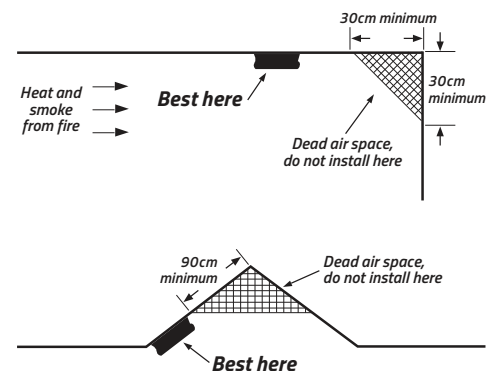 30cm minimum
Heat and
smoke
from fire
Best here
30cm
minimum
Dead air space,
do not install here
90cm
minimum
Dead air space,
do not install here
Best here